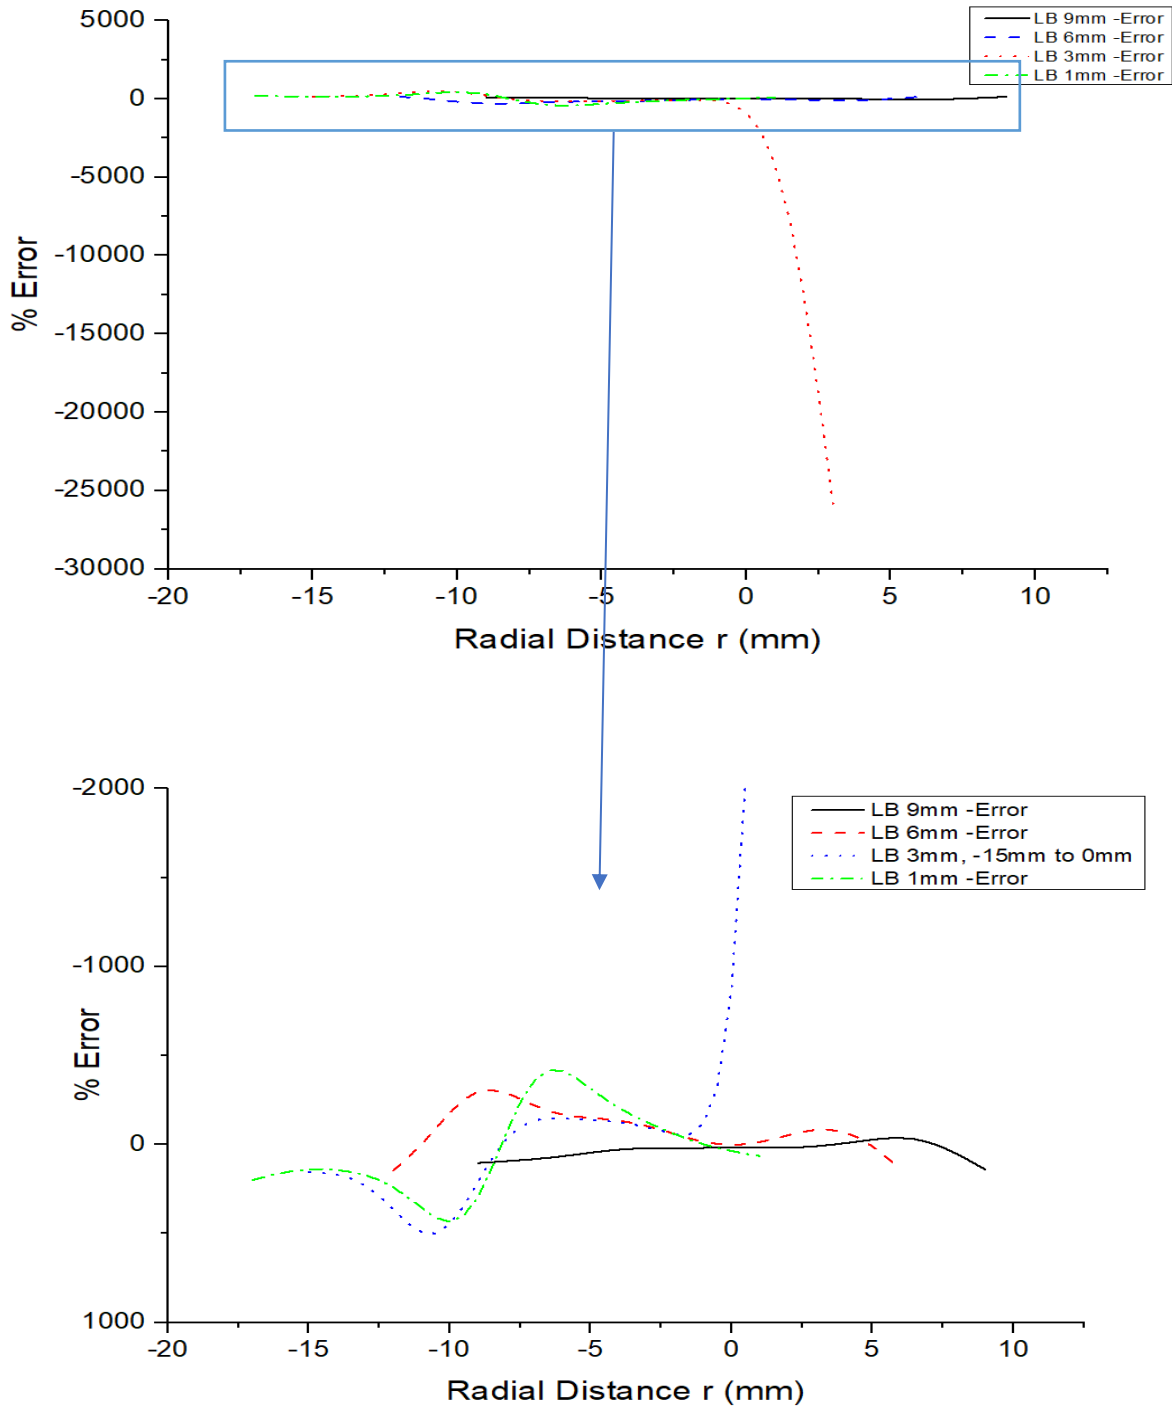 5000
0
-5000
-10000
-15000
-20000
-25000
-30000
% Error
-20
-15
-10
-5
0
5
10
Radial Distance r (mm)
LB 9mm -Error
LB 6mm -Error
LB 3mm -Error
LB 1mm -Error
-2000
-1000
0
1000
% Error
-20
-15
-10
-5
0
5
10
Radial Distance r (mm)
LB 9mm -Error
LB 6mm -Error
LB 3mm, -15mm to 0mm
LB 1mm -Error